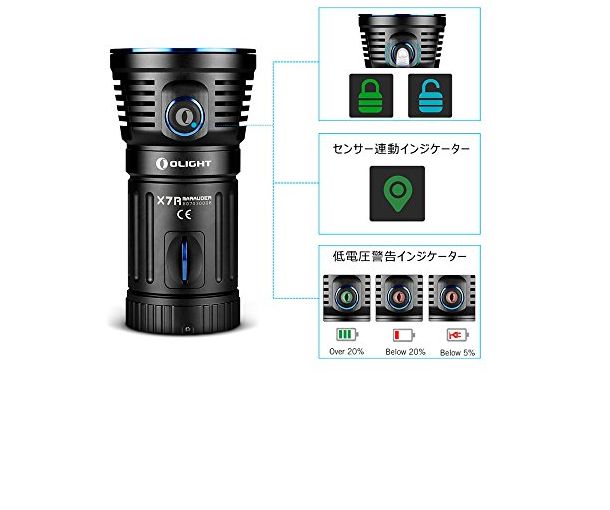 OLIGHT
X7R MARAUDER
CE
センサー連動インジケーター
低電圧警告インジケーター
Over 20%
Below 20%
Below 5%